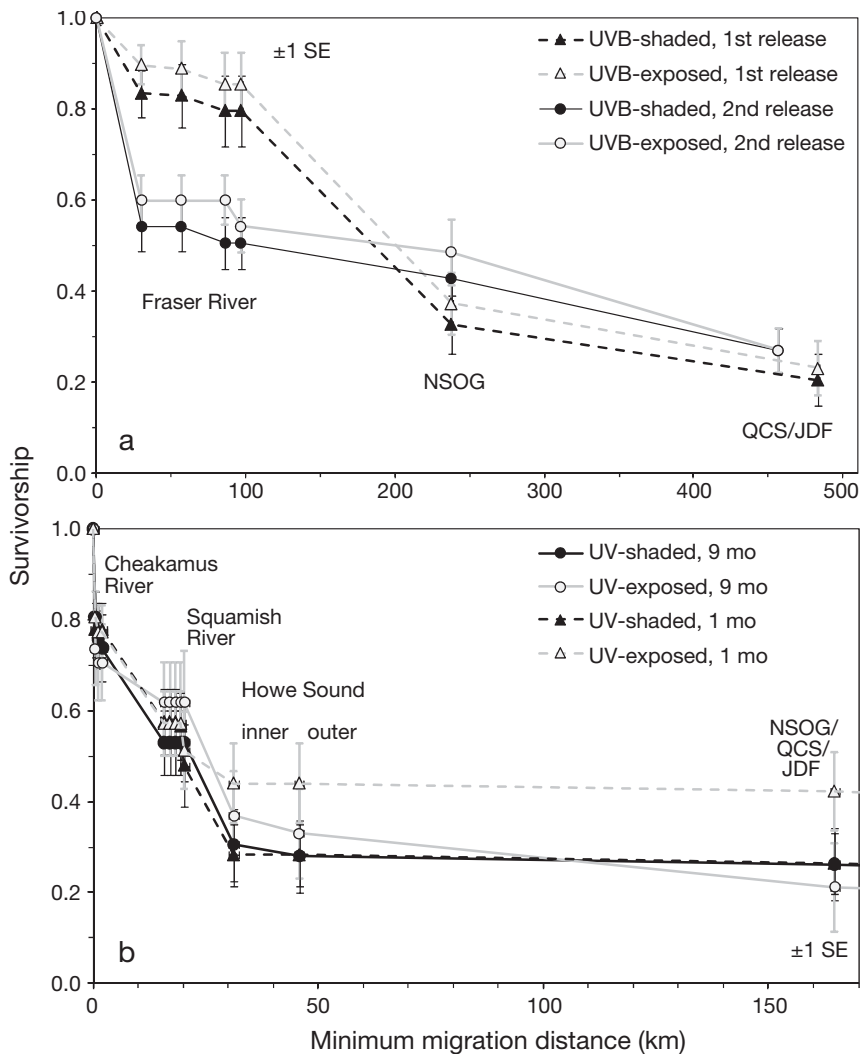 1.0
0.8
0.6
0.4
0.2
0.0
±1 SE
UVB-shaded, 1st release
UVB-exposed, 1st release
UVB-shaded, 2nd release
UVB-exposed, 2nd release
Fraser River
NSOG
QCS/JDF
a
0 100 200 300 400 500
Survivorship
1.0
0.8
0.6
0.4
0.2
0.0
Cheakamus
River
Squamish
River
Howe Sound
inner outer
UV-shaded, 9 mo
UV-exposed, 9 mo
UV-shaded, 1 mo
UV-exposed, 1 mo
NSOG/
QCS/
JDF
±1 SE
b
0 50 100 150
Minimum migration distance (km)